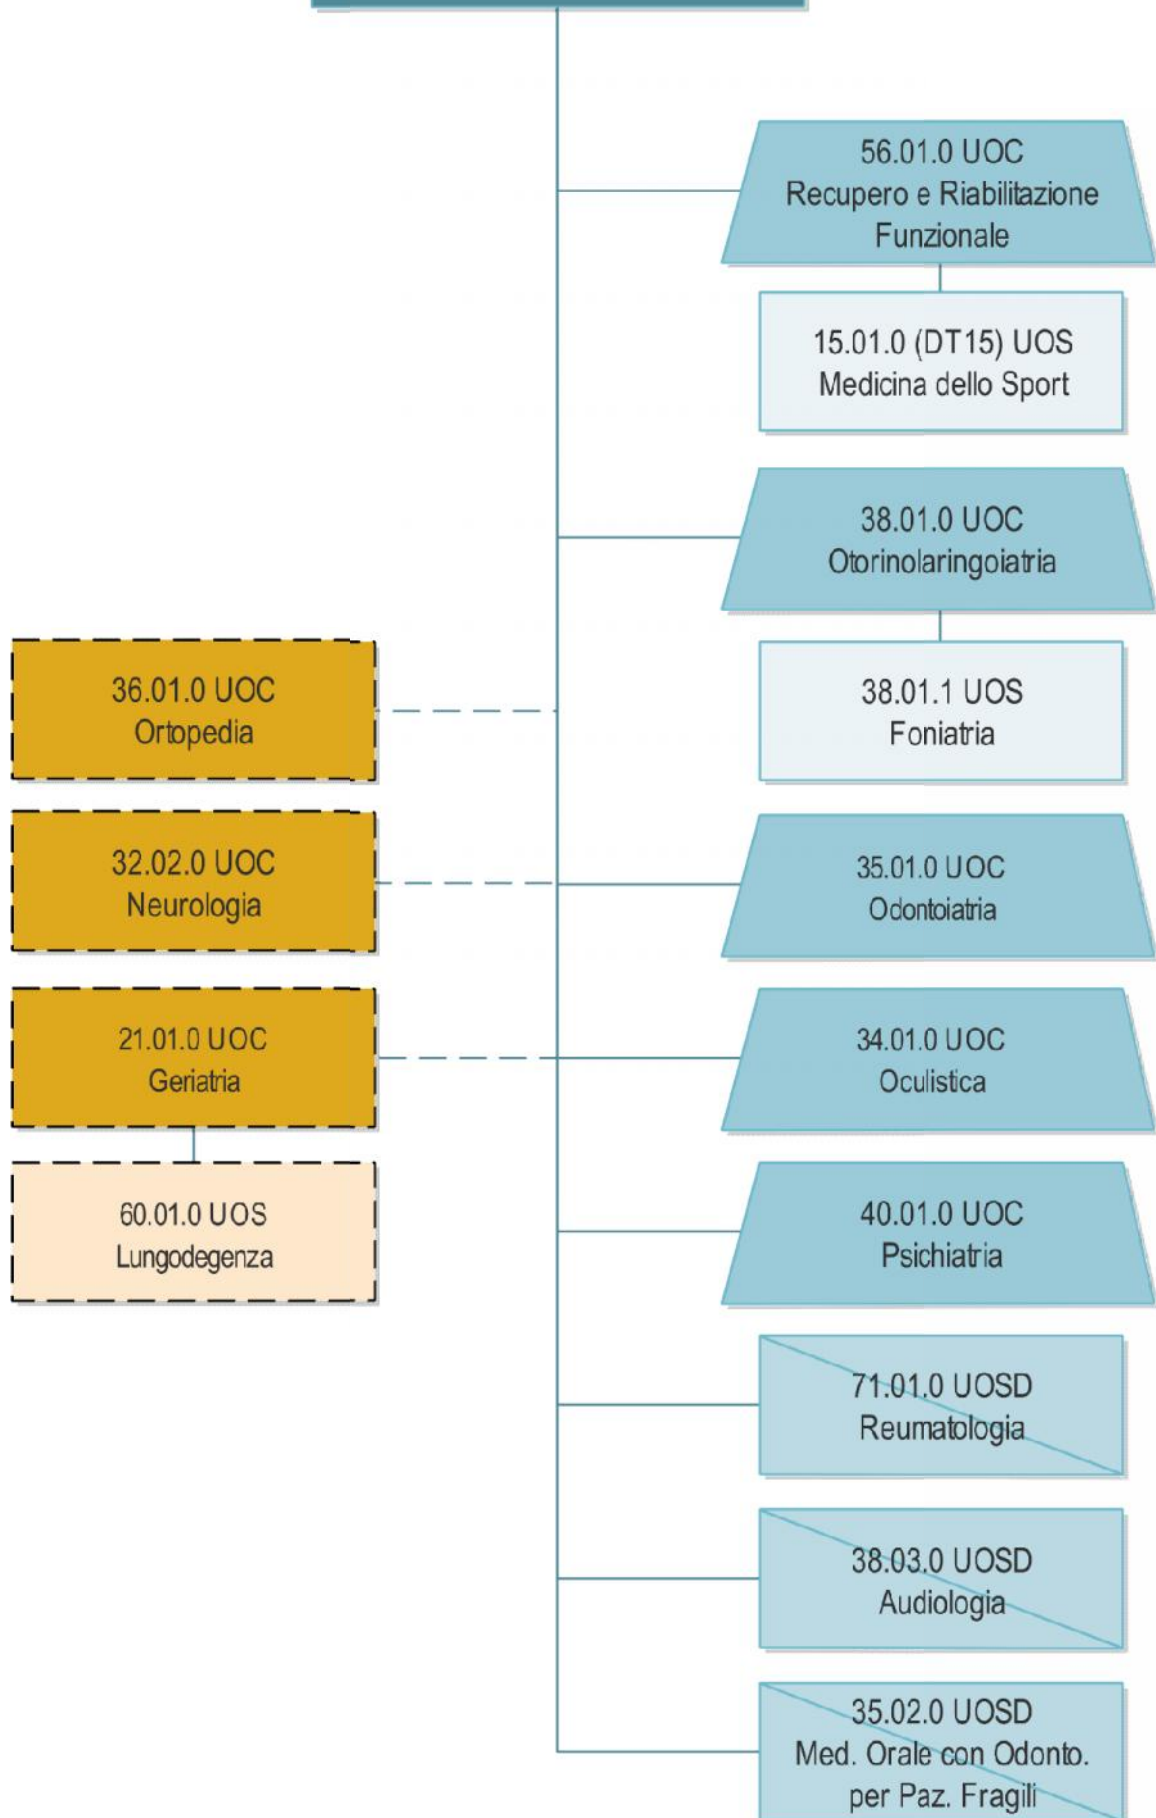 56.01.0 UOC
Recupero e Riabilitazione
Funzionale
15.01.0 (DT15) UOS
Medicina dello Sport
38.01.0 UOC
Otorinolaringoiatria
38.01.1 UOS
Foniatria
36.01.0 UOC
Ortopedia
32.02.0 UOC
Neurologia
35.01.0 UOC
Odontoiatria
21.01.0 UOC
Geriatria
34.01.0 UOC
Oculistica
60.01.0 UOS
Lungodegenza
40.01.0 UOC
Psichiatria
71.01.0 UOSD
Reumatologia
38.03.0 UOSD
Audiologia
35.02.0 UOSD
Med. Orale con Odonto.
per Paz. Fragili